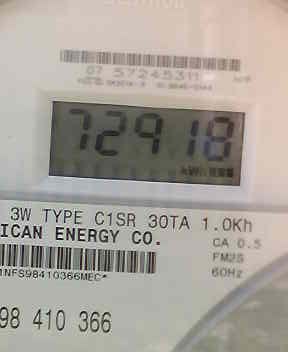 07 57245311
72918
3W TYPE C1SR 30TA 1.0Kh
ICAN ENERGY CO.
CA 0.5
FM2S
60Hz
1NFS98410366MEC*
98 410 366